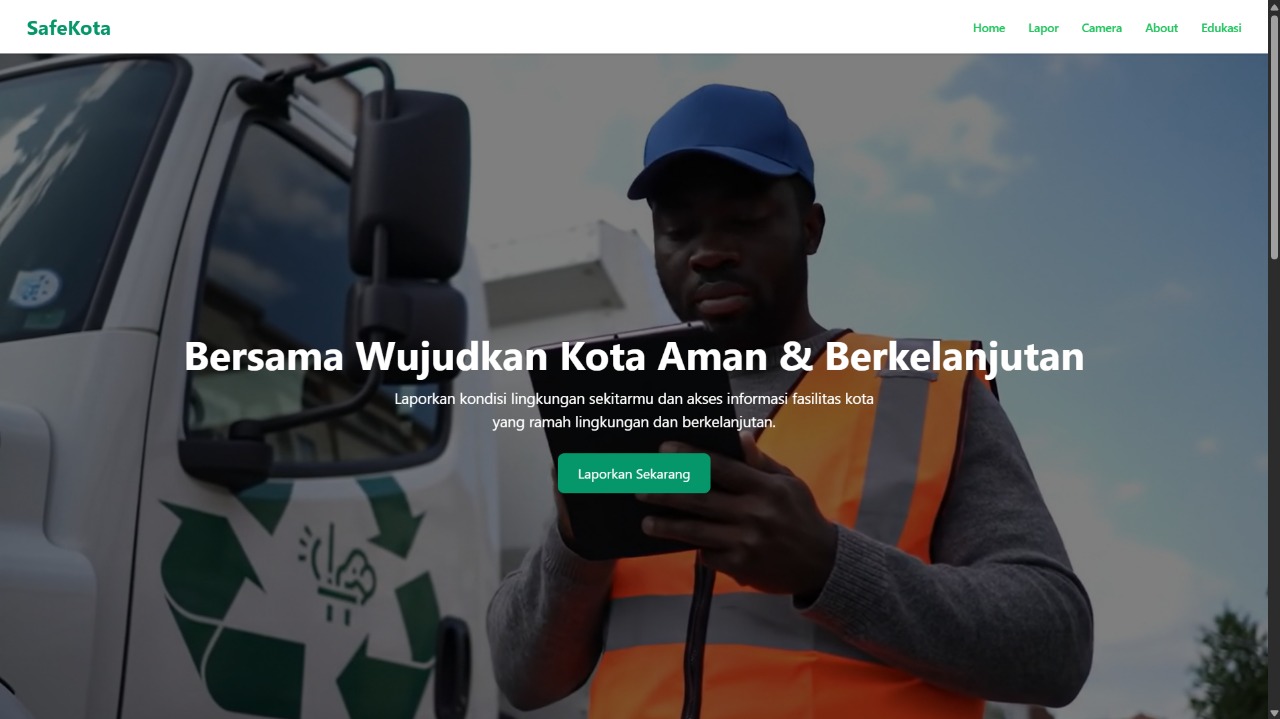 SafeKota
Home
Lapor
Camera
About
Edukasi
Bersama Wujudkan Kota Aman & Berkelanjutan
Laporkan kondisi lingkungan sekitarmu dan akses informasi fasilitas kota
yang ramah lingkungan dan berkelanjutan.
Laporkan Sekarang